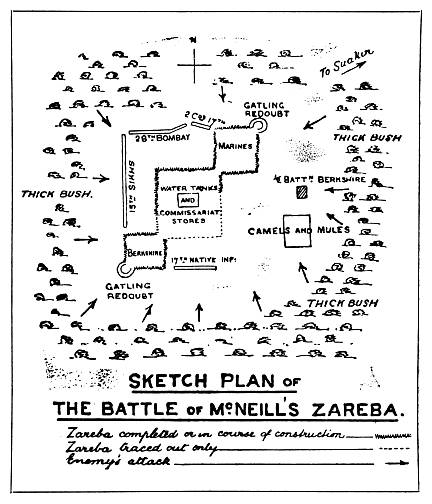 N
To Suakin
GATLING
REDOUBT
2 Cos 17TH
28TH BOMBAY
MARINES
THICK BUSH
15TH SIKHS
½ BATTN BERKSHIRE
THICK BUSH.
WATER TANKS
AND
COMMISSARIAT
STORES
CAMELS AND MULES
BERKSHIRE
17TH NATIVE INF:
GATLING
REDOUBT
THICK BUSH
SKETCH PLAN OF
THE BATTLE OF McNEILL'S ZAREBA.
Zareba completed or in course of construction
Zareba traced out only
Enemy's attack